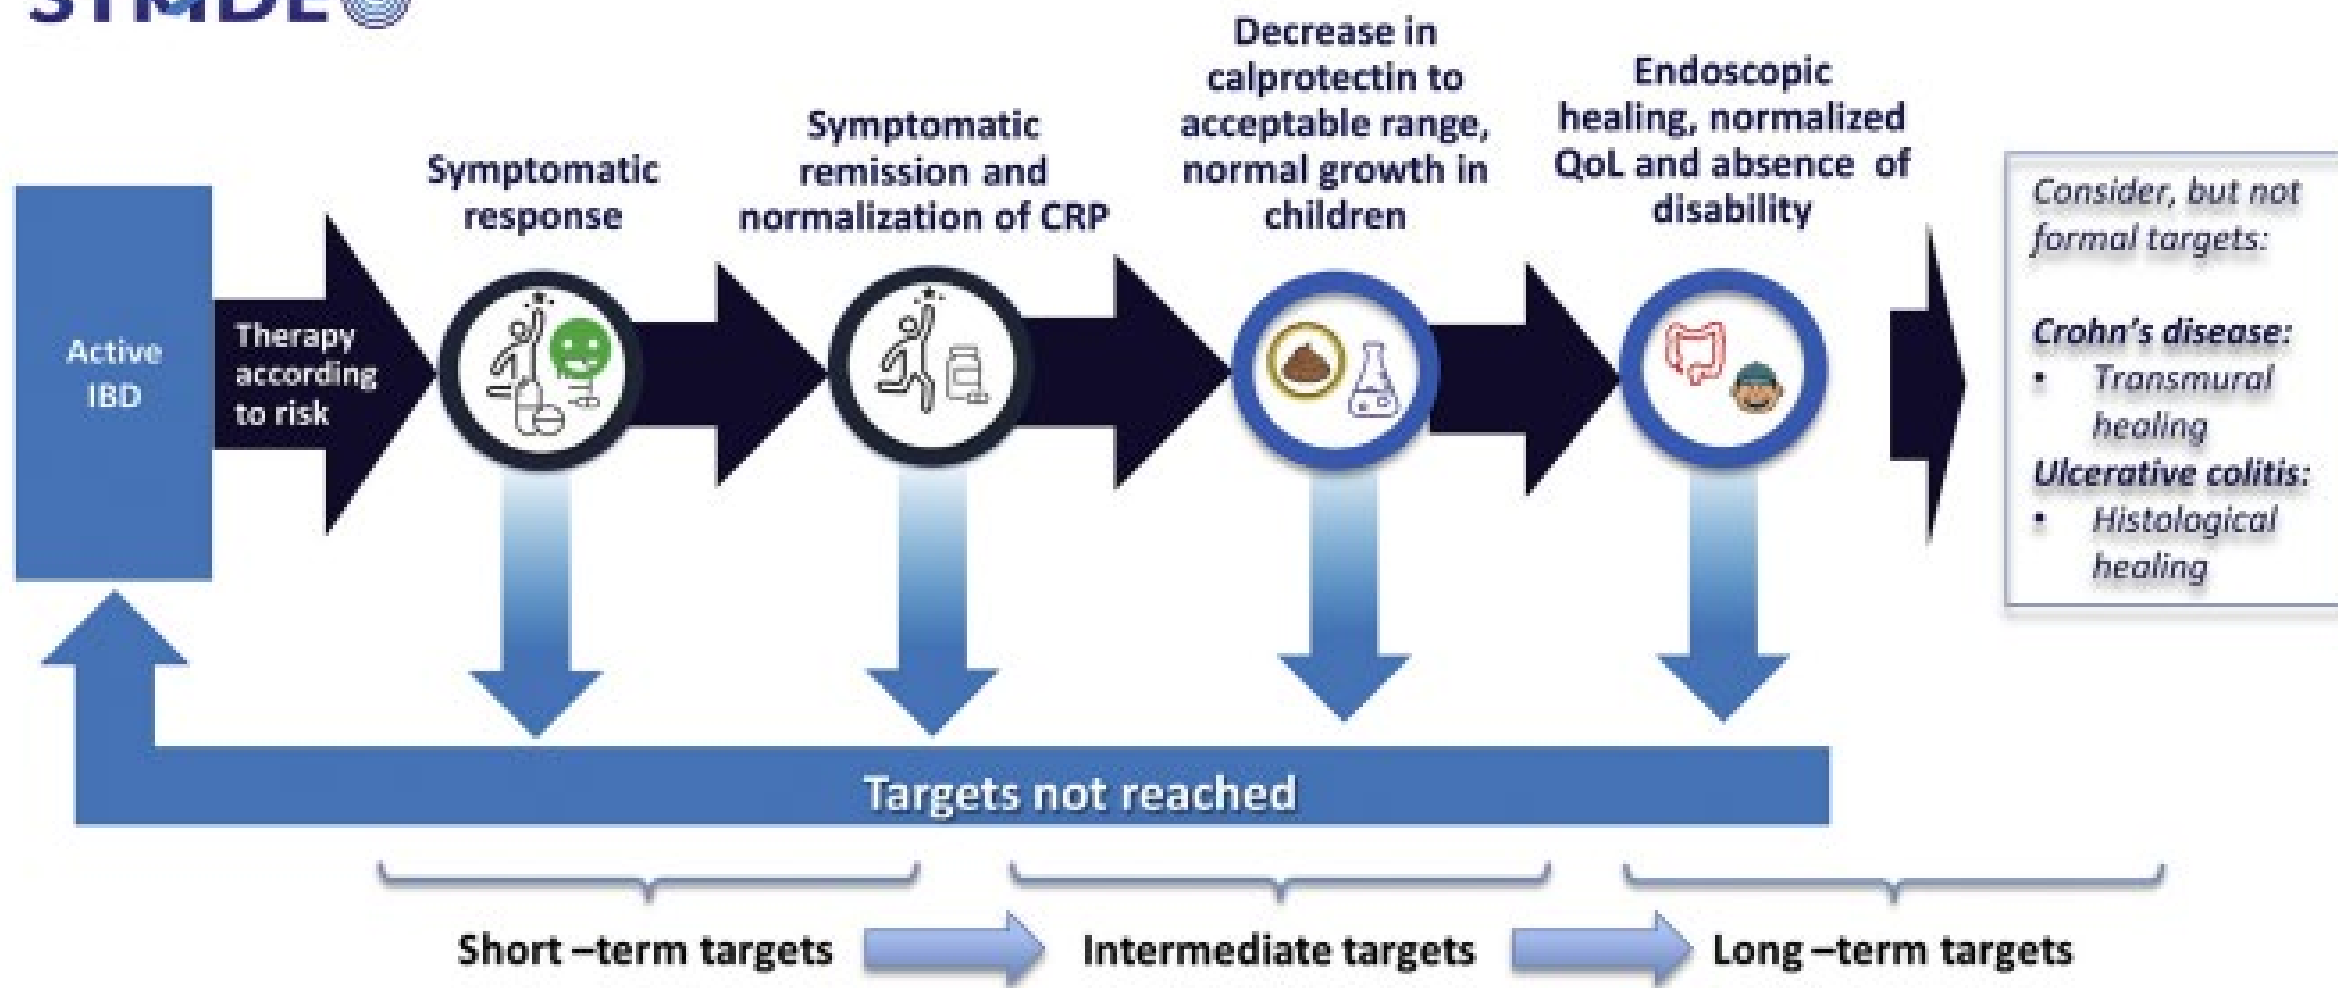 Symptomatic
response
Symptomatic
remission and
normalization of CRP
Decrease in
calprotectin to
acceptable range,
normal growth in
children
Endoscopic
healing, normalized
QoL and absence of
disability
Active
IBD
Therapy
according
to risk
Consider, but not
formal targets:
Crohn's disease:
• Transmural
healing
Ulcerative colitis:
• Histological
healing
Targets not reached
Short –term targets
Intermediate targets
Long –term targets